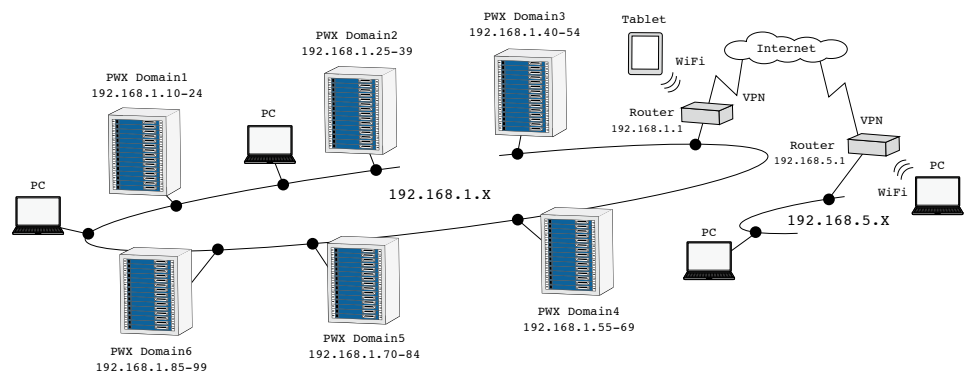 PWX Domain3
192.168.1.40-54
Tablet
PWX Domain2
192.168.1.25-39
Internet
WiFi
PWX Domain1
192.168.1.10-24
VPN
Router
192.168.1.1
PC
VPN
Router
192.168.5.1
PC
WiFi
PC
192.168.1.X
192.168.5.X
PC
PWX Domain4
192.168.1.55-69
PWX Domain5
192.168.1.70-84
PWX Domain6
192.168.1.85-99